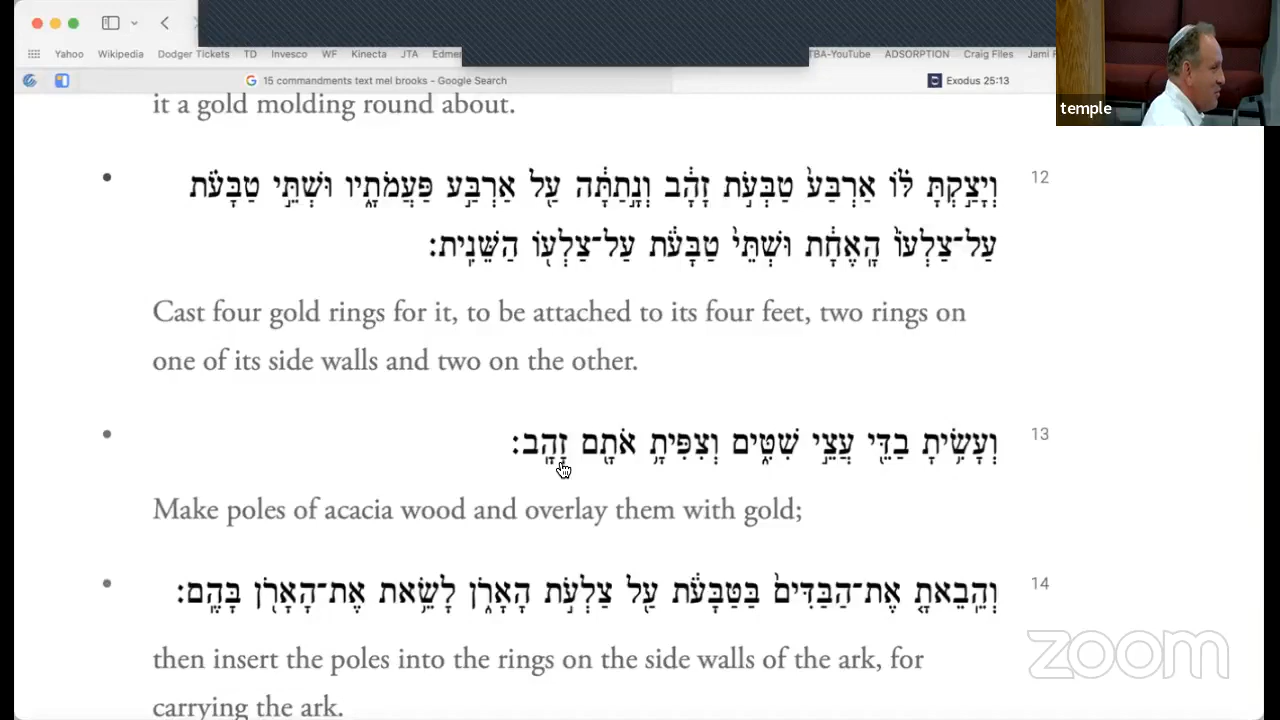 Yahoo Wikipedia Dodger Tickets TD Invesco WF Kinecta JTA Edmer TBA-YouTube ADSORPTION Craig Files Jami F
15 commandments text mel brooks - Google Search Exodus 25:13
temple
it a gold molding round about.
12
וְיָצַ֣קְתָּ לּ֗וֹ אַרְבַּע֙ טַבְּעֹ֣ת זָהָ֔ב וְנָ֣תַתָּ֔ה עַ֖ל אַרְבַּ֣ע פַּעֲמֹתָ֑יו וּשְׁתֵּ֣י טַבָּעֹ֗ת
עַל־צַלְעוֹ֙ הָֽאֶחָ֔ת וּשְׁתֵּי֙ טַבָּעֹ֔ת עַל־צַלְע֖וֹ הַשֵּׁנִֽית׃
Cast four gold rings for it, to be attached to its four feet, two rings on
one of its side walls and two on the other.
13
וְעָשִׂ֥יתָ בַדֵּ֖י עֲצֵ֣י שִׁטִּ֑ים וְצִפִּיתָ֥ אֹתָ֖ם זָהָֽב׃
Make poles of acacia wood and overlay them with gold;
14
וְהֵֽבֵאתָ֤ אֶת־הַבַּדִּים֙ בַּטַּבָּעֹ֔ת עַ֖ל צַלְעֹ֣ת הָאָרֹ֑ן לָשֵׂ֥את אֶת־הָאָרֹ֖ן בָּהֶֽם׃
then insert the poles into the rings on the side walls of the ark, for
carrying the ark.
zoom